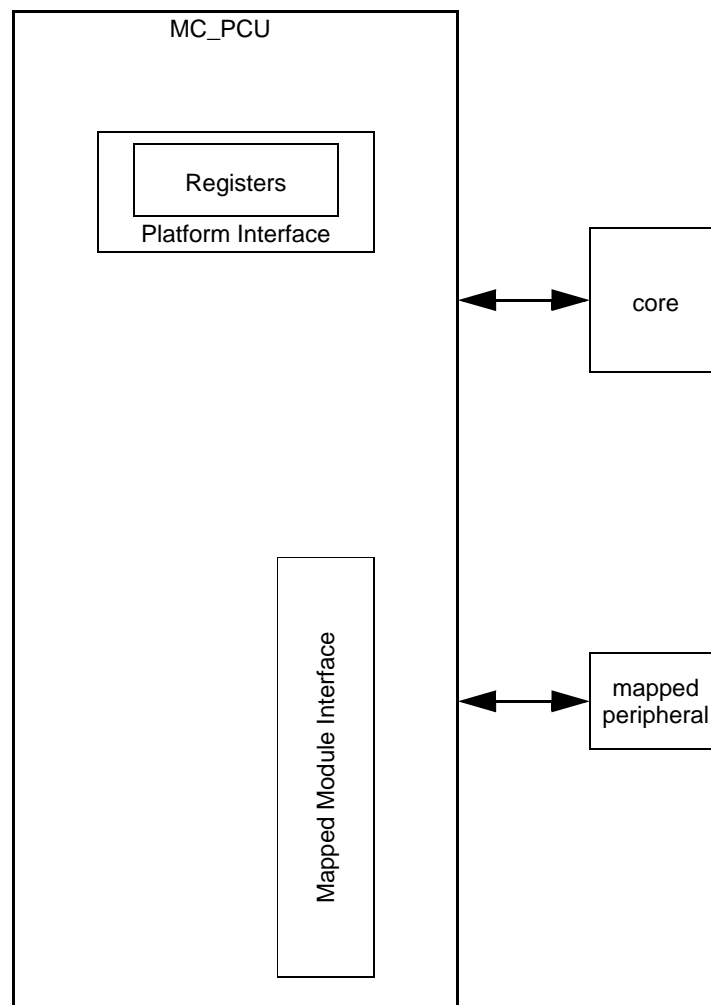 MC_PCU
Registers
Platform Interface
core
Mapped Module Interface
mapped
peripheral